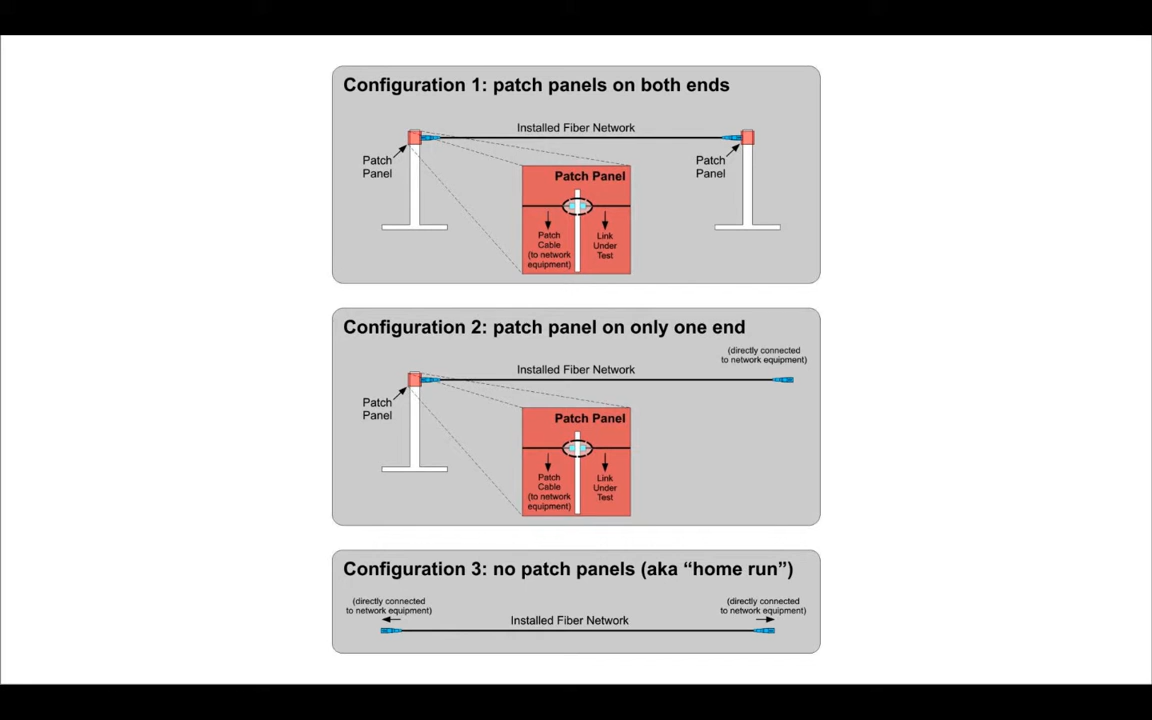 Configuration 1: patch panels on both ends
Installed Fiber Network
Patch
Panel
Patch
Panel
Patch Panel
Patch
Cable
(to network
equipment)
Link
Under
Test
Configuration 2: patch panel on only one end
(directly connected
to network equipment)
Installed Fiber Network
Patch
Panel
Patch Panel
Patch
Cable
(to network
equipment)
Link
Under
Test
Configuration 3: no patch panels (aka “home run”)
(directly connected
to network equipment)
(directly connected
to network equipment)
Installed Fiber Network